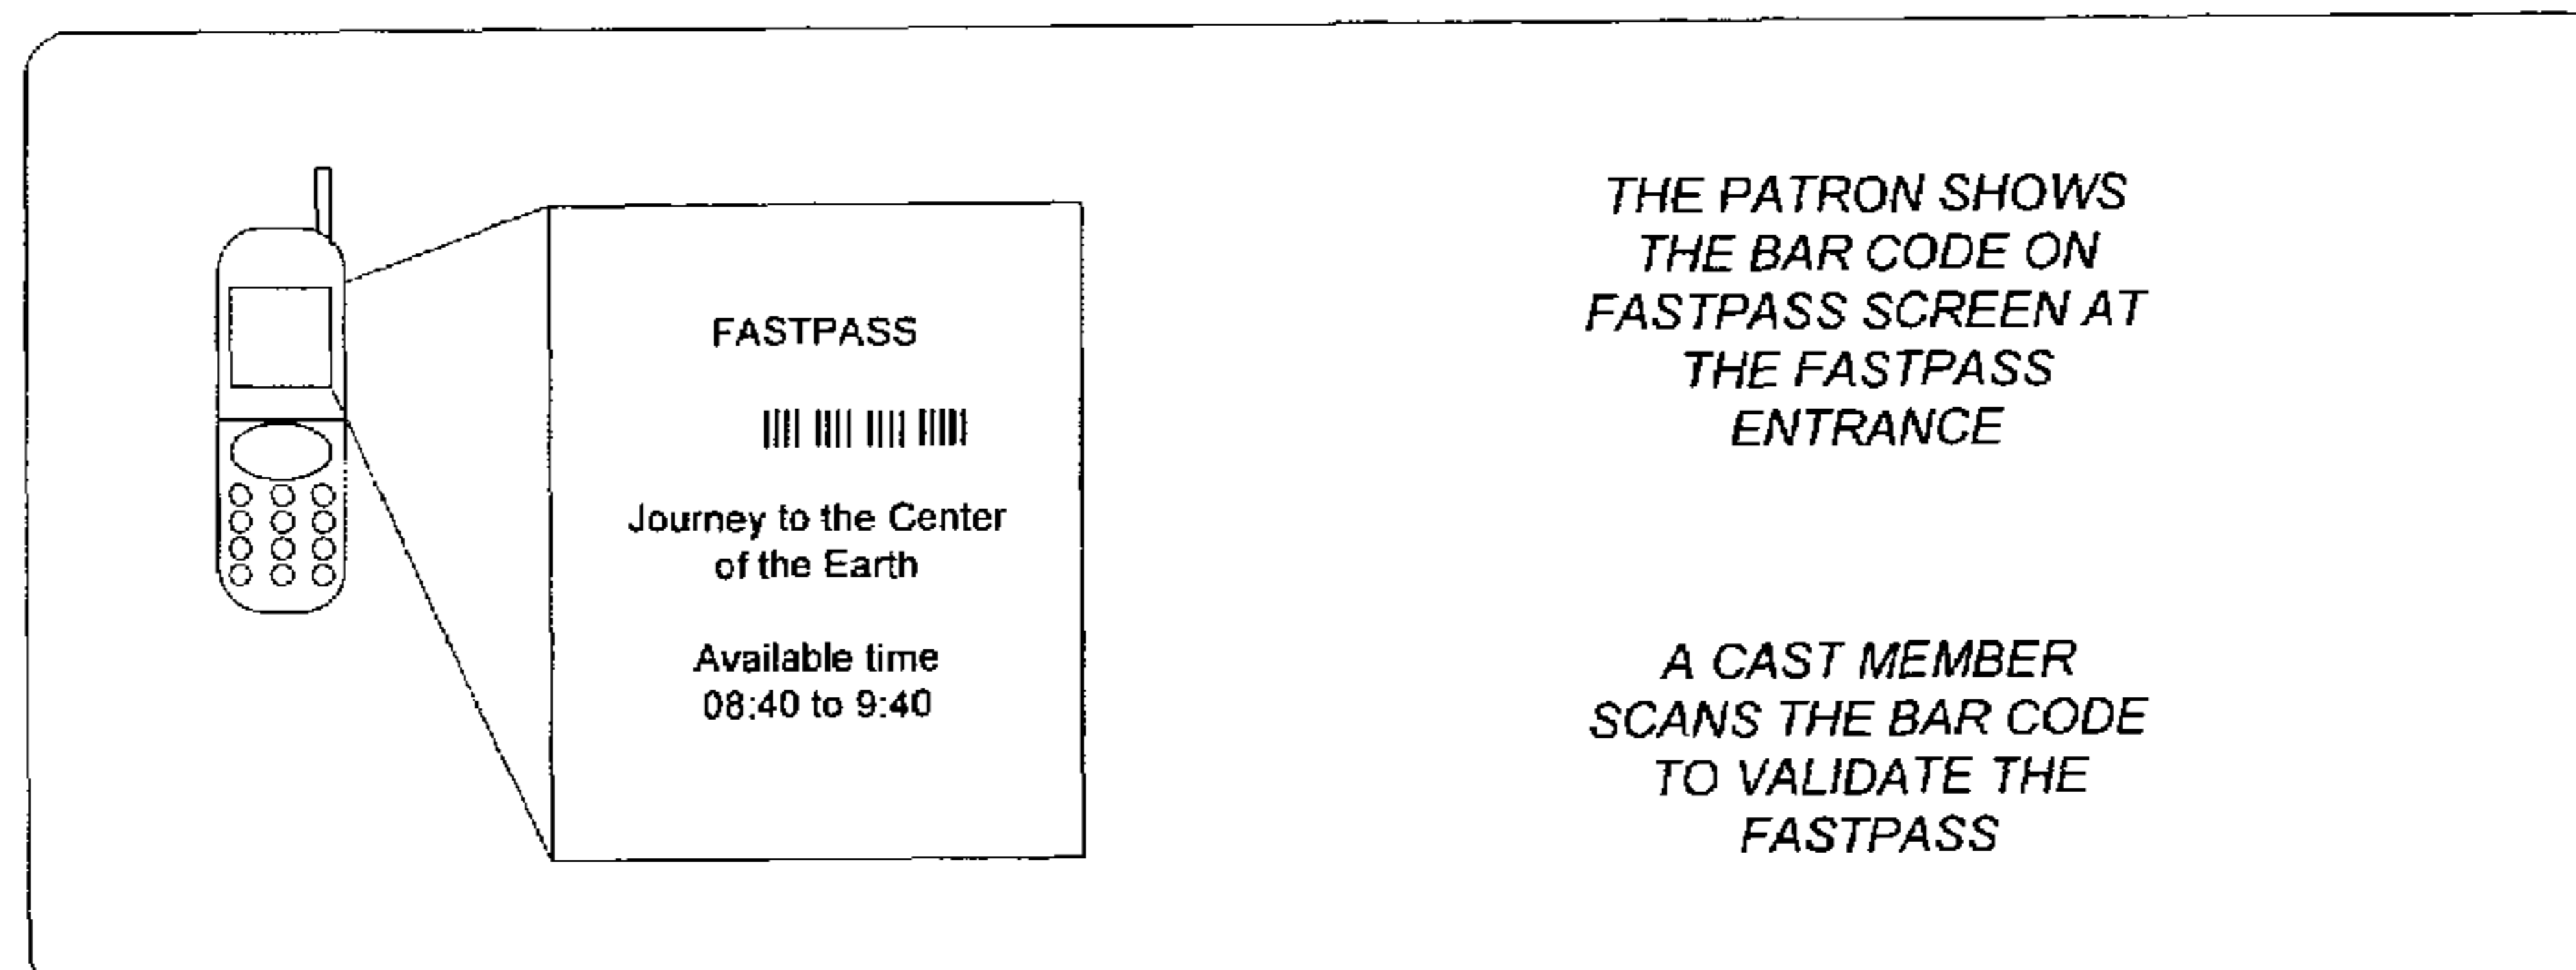 FASTPASS
Journey to the Center
of the Earth
Available time
08:40 to 9:40
THE PATRON SHOWS
THE BAR CODE ON
FASTPASS SCREEN AT
THE FASTPASS
ENTRANCE
A CAST MEMBER
SCANS THE BAR CODE
TO VALIDATE THE
FASTPASS